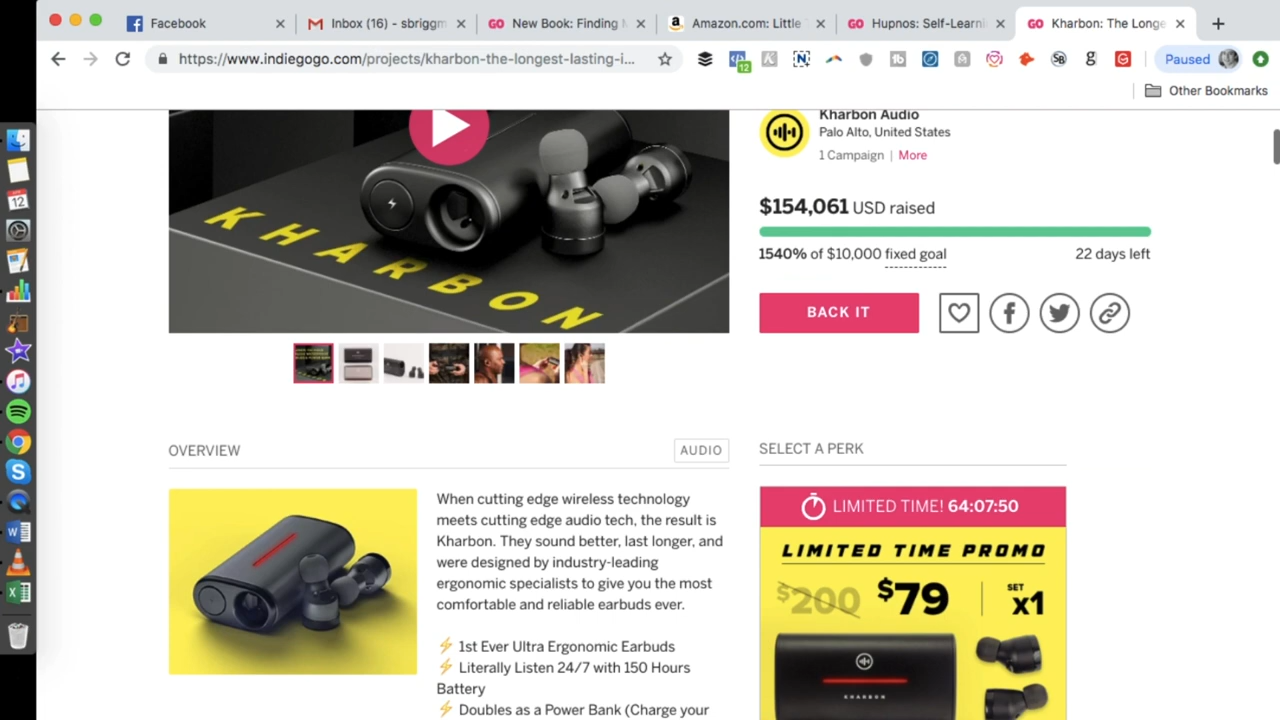 Facebook
Inbox (16) - sbriggm
GO New Book: Finding
a Amazon.com: Little
GO Hupnos: Self-Learni
GO Kharbon: The Longe
https://www.indiegogo.com/projects/kharbon-the-longest-lasting-i...
12
Paused
Other Bookmarks
Kharbon Audio
Palo Alto, United States
1 Campaign | More
KHARBON
$154,061 USD raised
1540% of $10,000 fixed goal
22 days left
BACK IT
OVERVIEW
AUDIO
SELECT A PERK
When cutting edge wireless technology
meets cutting edge audio tech, the result is
Kharbon. They sound better, last longer, and
were designed by industry-leading
ergonomic specialists to give you the most
comfortable and reliable earbuds ever.
⚡ 1st Ever Ultra Ergonomic Earbuds
⚡ Literally Listen 24/7 with 150 Hours
Battery
⚡ Doubles as a Power Bank (Charge your
LIMITED TIME! 64:07:50
LIMITED TIME PROMO
$200 $79 SET
x1
KHARBON